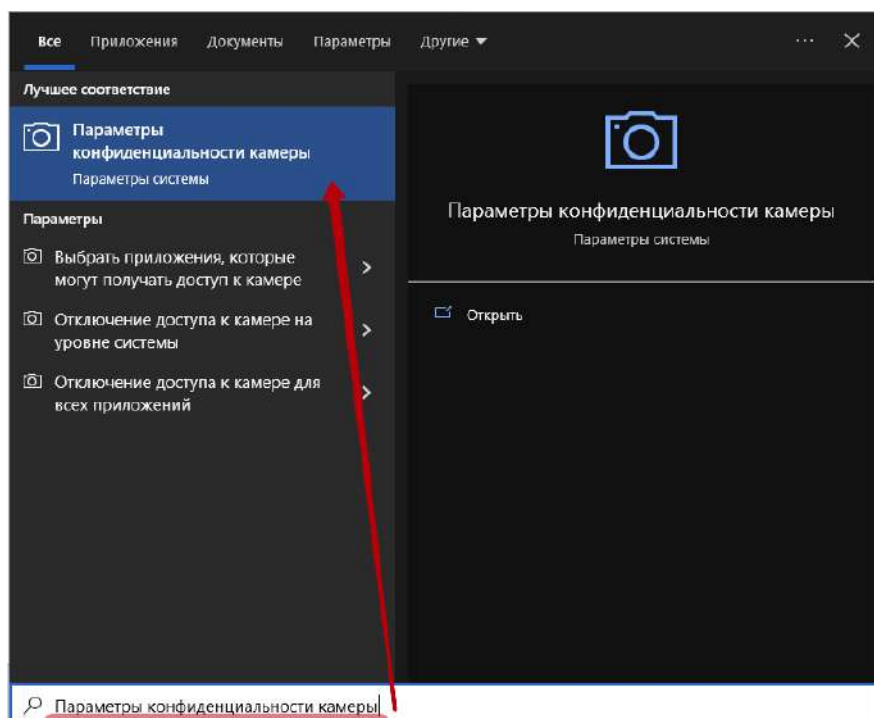 Все Приложения Документы Параметры Другие ...
Лучшее соответствие
Параметры
конфиденциальности камеры
Параметры системы
Параметры
Выбрать приложения, которые
могут получать доступ к камере
Отключение доступа к камере на
уровне системы
Отключение доступа к камере для
всех приложений
Параметры конфиденциальности камеры
Параметры системы
Открыть
Параметры конфиденциальности камеры